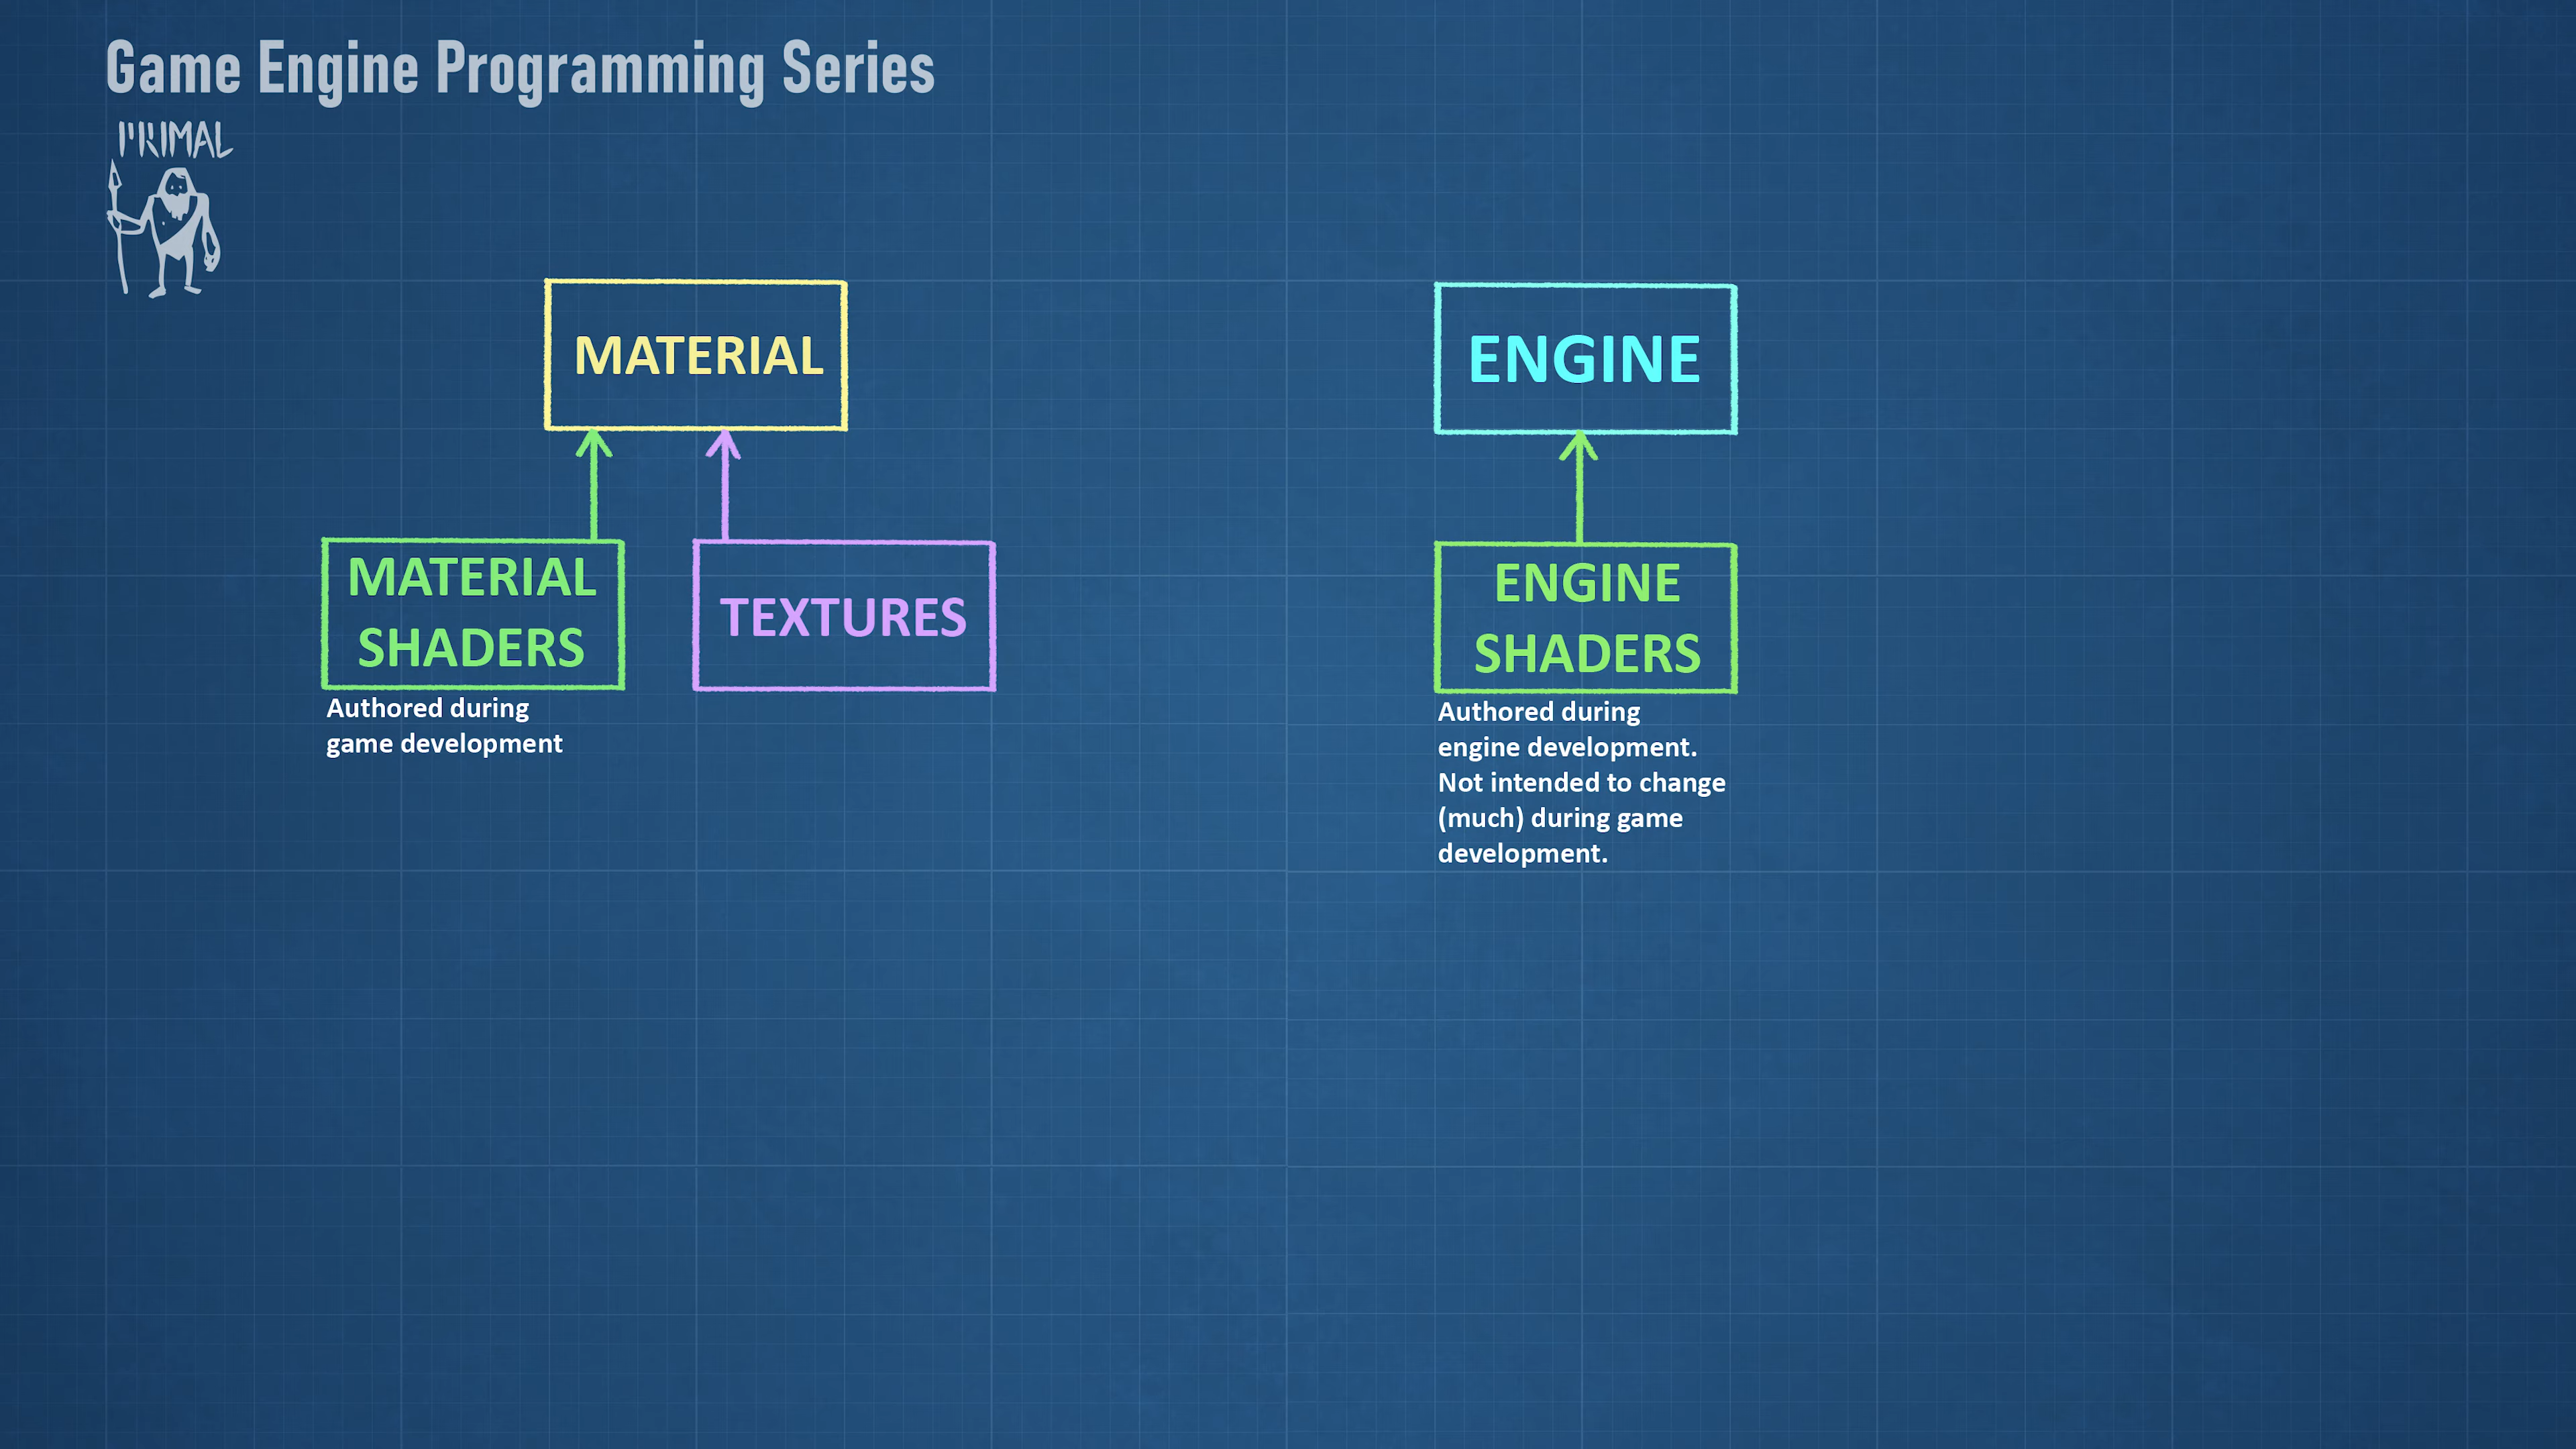 Game Engine Programming Series
PRIMAL
MATERIAL
ENGINE
MATERIAL
SHADERS
TEXTURES
ENGINE
SHADERS
Authored during
game development
Authored during
engine development.
Not intended to change
(much) during game
development.